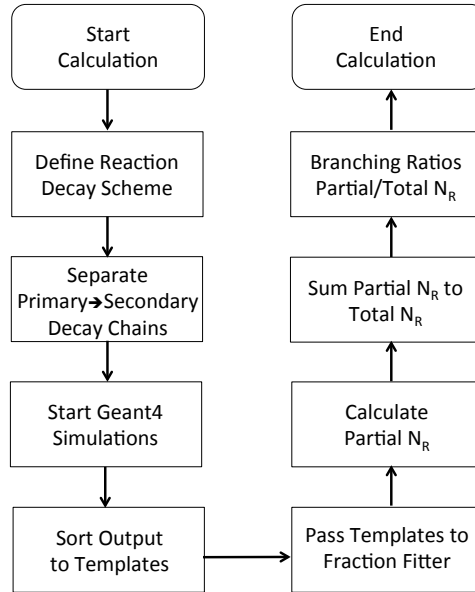 Start
Calculation
Define Reaction
Decay Scheme
Separate
Primary➔Secondary
Decay Chains
Start Geant4
Simulations
Sort Output
to Templates
Pass Templates to
Fraction Fitter
Calculate
Partial N_R
Sum Partial N_R to
Total N_R
Branching Ratios
Partial/Total N_R
End
Calculation